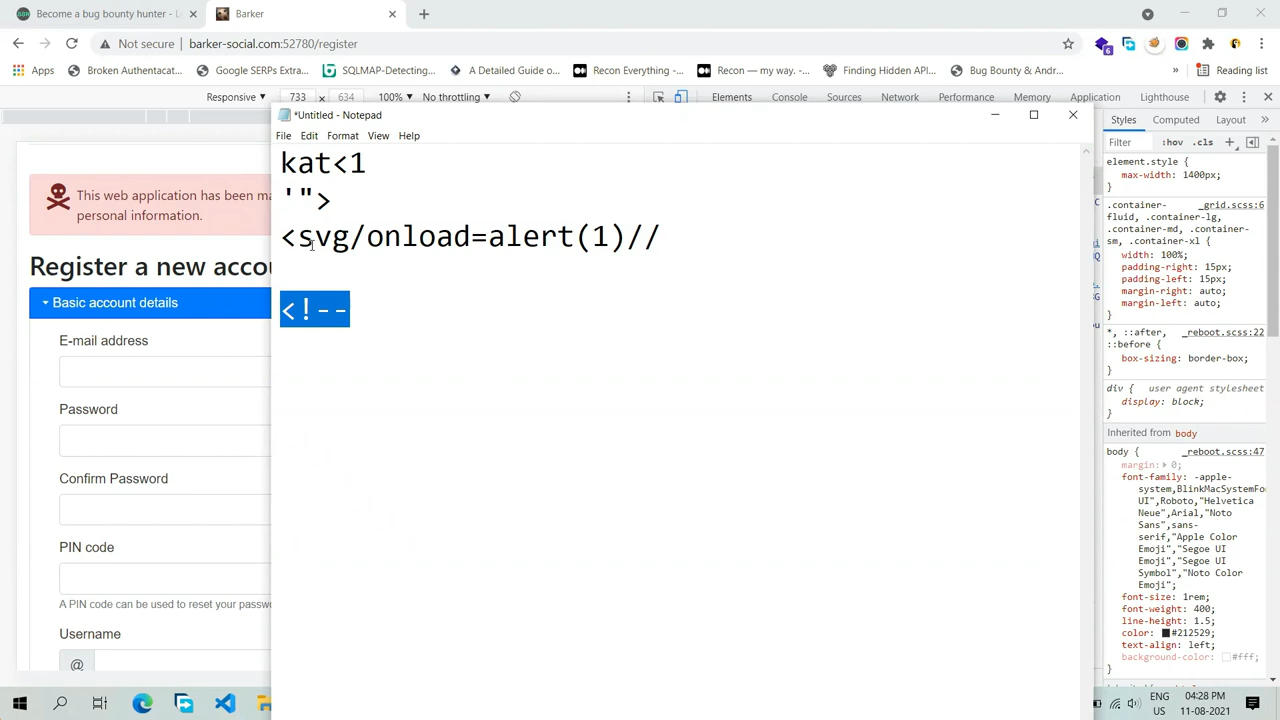 Become a bug bounty hunter - L
Barker
Not secure
barker-social.com:52780/register
Apps
Broken Authentacat...
Google SERPs Extra...
SQLMAP-Detecting...
A Detailed Guide o...
Recon Everything -...
Recon — my way. -...
Finding Hidden API...
Bug Bounty & Andr...
»
Reading list
Responsive
733
x
634
100%
No throttling
Elements
Console
Sources
Network
Performance
Memory
Application
Lighthouse
*Untitled - Notepad
File
Edit
Format
View
Help
kat<1
'">
<svg/onload=alert(1)//
<!--
This web application has been ma
personal information.
Register a new accou
Basic account details
E-mail address
Password
Confirm Password
PIN code
A PIN code can be used to reset your passwo
Username
@
Styles
Computed
Layout
»
Filter
:hov
.cls
element.style {
max-width: 1400px;
}
.container-
_grid.scss:6
fluid, .container-lg,
.container-md, .container-
sm, .container-xl {
width: 100%;
padding-right: 15px;
padding-left: 15px;
margin-right: auto;
margin-left: auto;
}
*, ::after,
_reboot.scss:22
::before {
box-sizing: border-box;
}
div {
user agent stylesheet
display: block;
}
Inherited from body
body {
_reboot.scss:47
margin: 0;
font-family: -apple-
system,BlinkMacSystemFo
UI",Roboto,"Helvetica
Neue",Arial,"Noto
Sans",sans-
serif,"Apple Color
Emoji","Segoe UI
Emoji","Segoe UI
Symbol","Noto Color
Emoji";
font-size: 1rem;
font-weight: 400;
line-height: 1.5;
color: #212529;
text-align: left;
background-color: #fff;
}
ENG
US
04:28 PM
11-08-2021